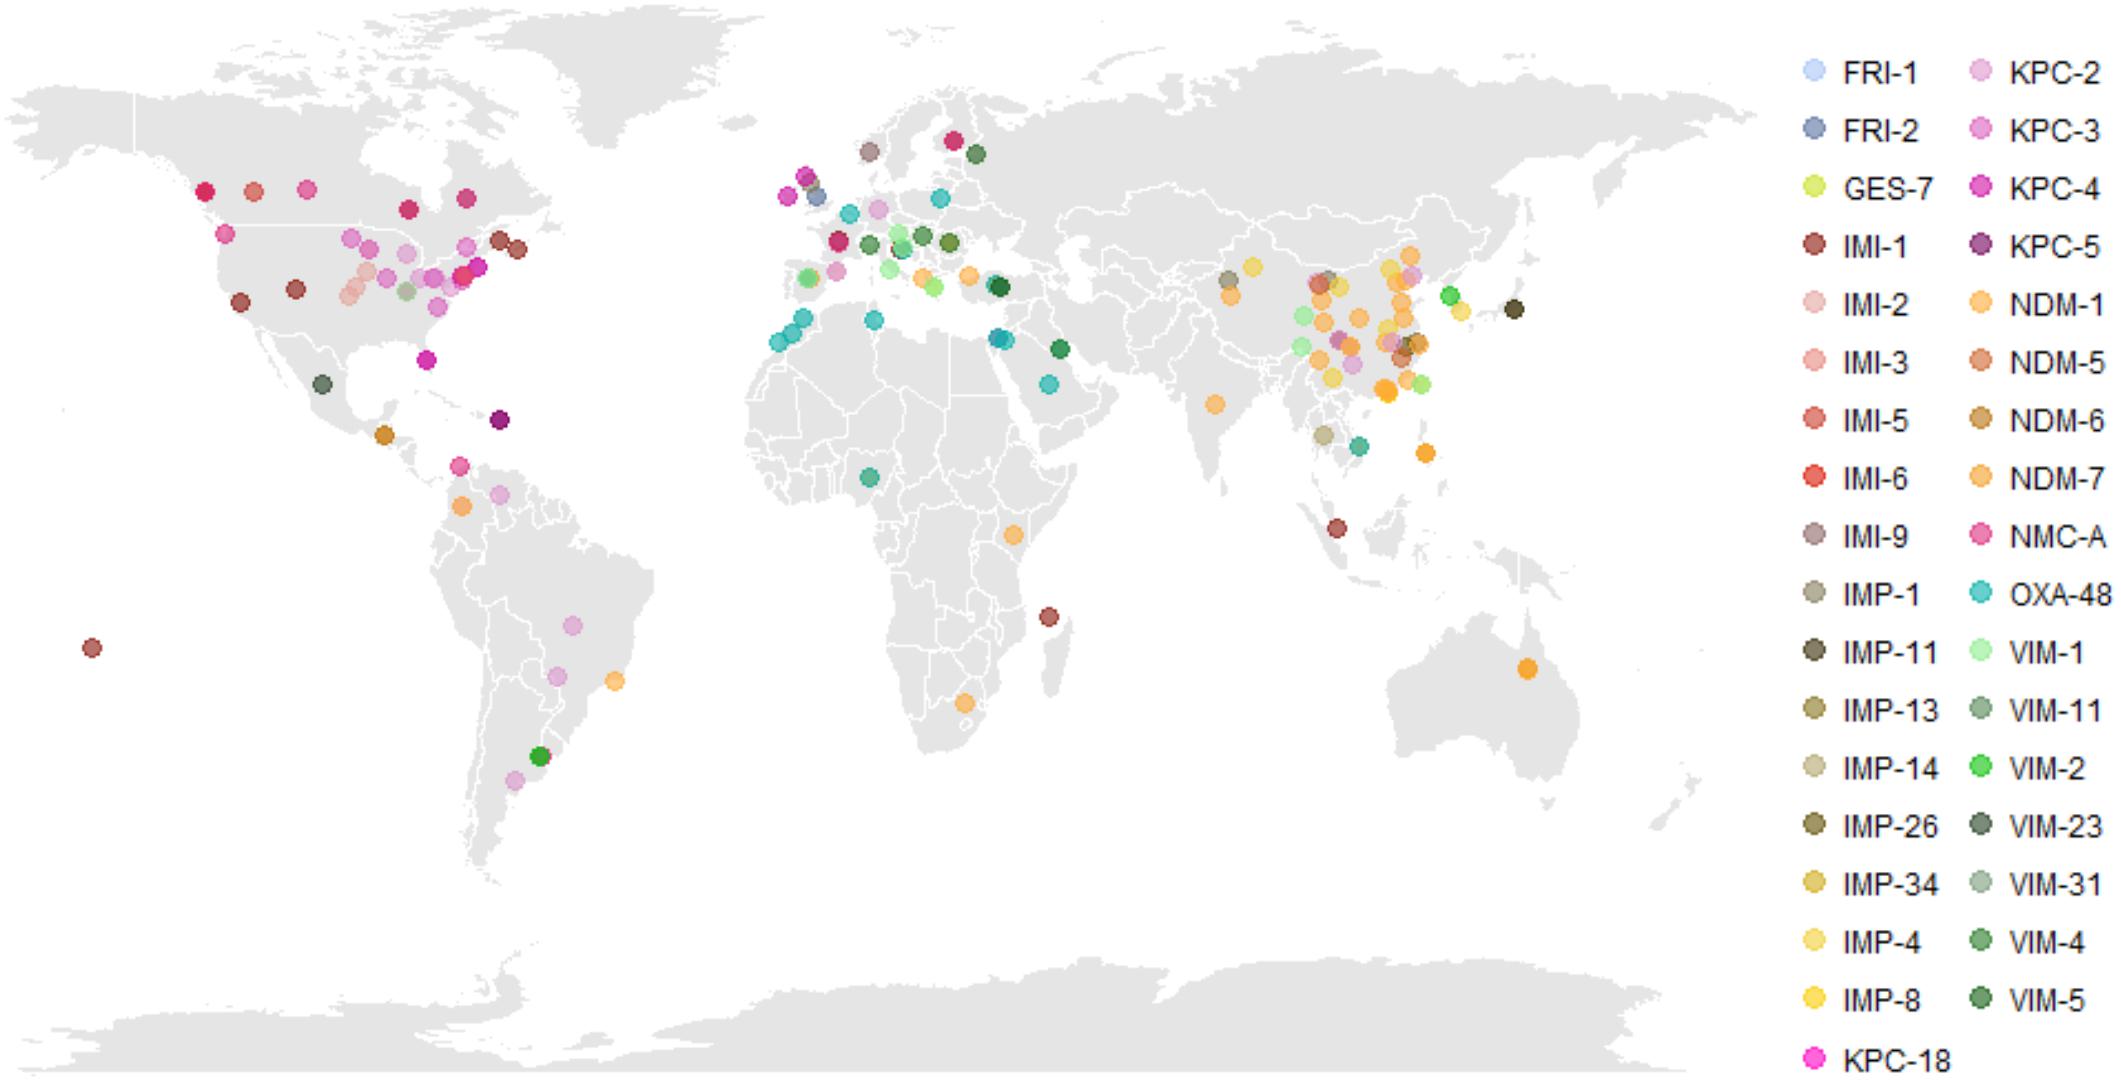 FRI-1
FRI-2
GES-7
IMI-1
IMI-2
IMI-3
IMI-5
IMI-6
IMI-9
IMP-1
IMP-11
IMP-13
IMP-14
IMP-26
IMP-34
IMP-4
IMP-8
KPC-18
KPC-2
KPC-3
KPC-4
KPC-5
NDM-1
NDM-5
NDM-6
NDM-7
NMC-A
OXA-48
VIM-1
VIM-11
VIM-2
VIM-23
VIM-31
VIM-4
VIM-5